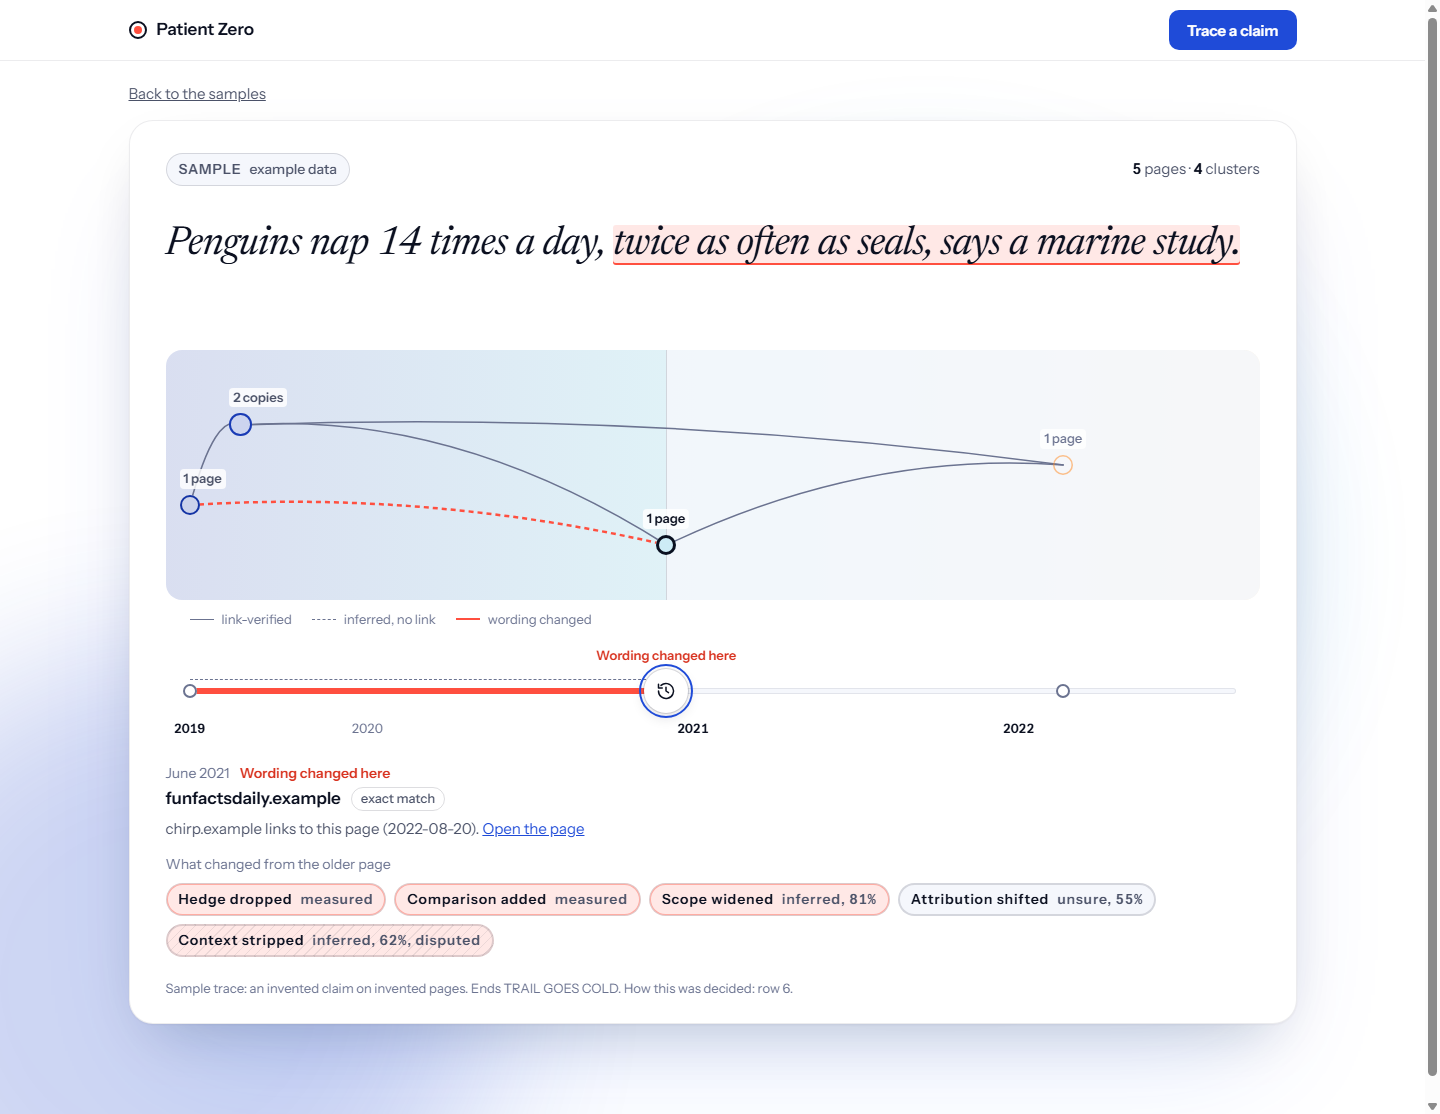 Patient Zero
Trace a claim
Back to the samples
SAMPLE example data
5 pages · 4 clusters
Penguins nap 14 times a day, twice as often as seals, says a marine study.
2 copies
1 page
1 page
1 page
link-verified
inferred, no link
wording changed
Wording changed here
2019
2020
2021
2022
June 2021 Wording changed here
funfactsdaily.example exact match
chirp.example links to this page (2022-08-20). Open the page
What changed from the older page
Hedge dropped measured
Comparison added measured
Scope widened inferred, 81%
Attribution shifted unsure, 55%
Context stripped inferred, 62%, disputed
Sample trace: an invented claim on invented pages. Ends TRAIL GOES COLD. How this was decided: row 6.